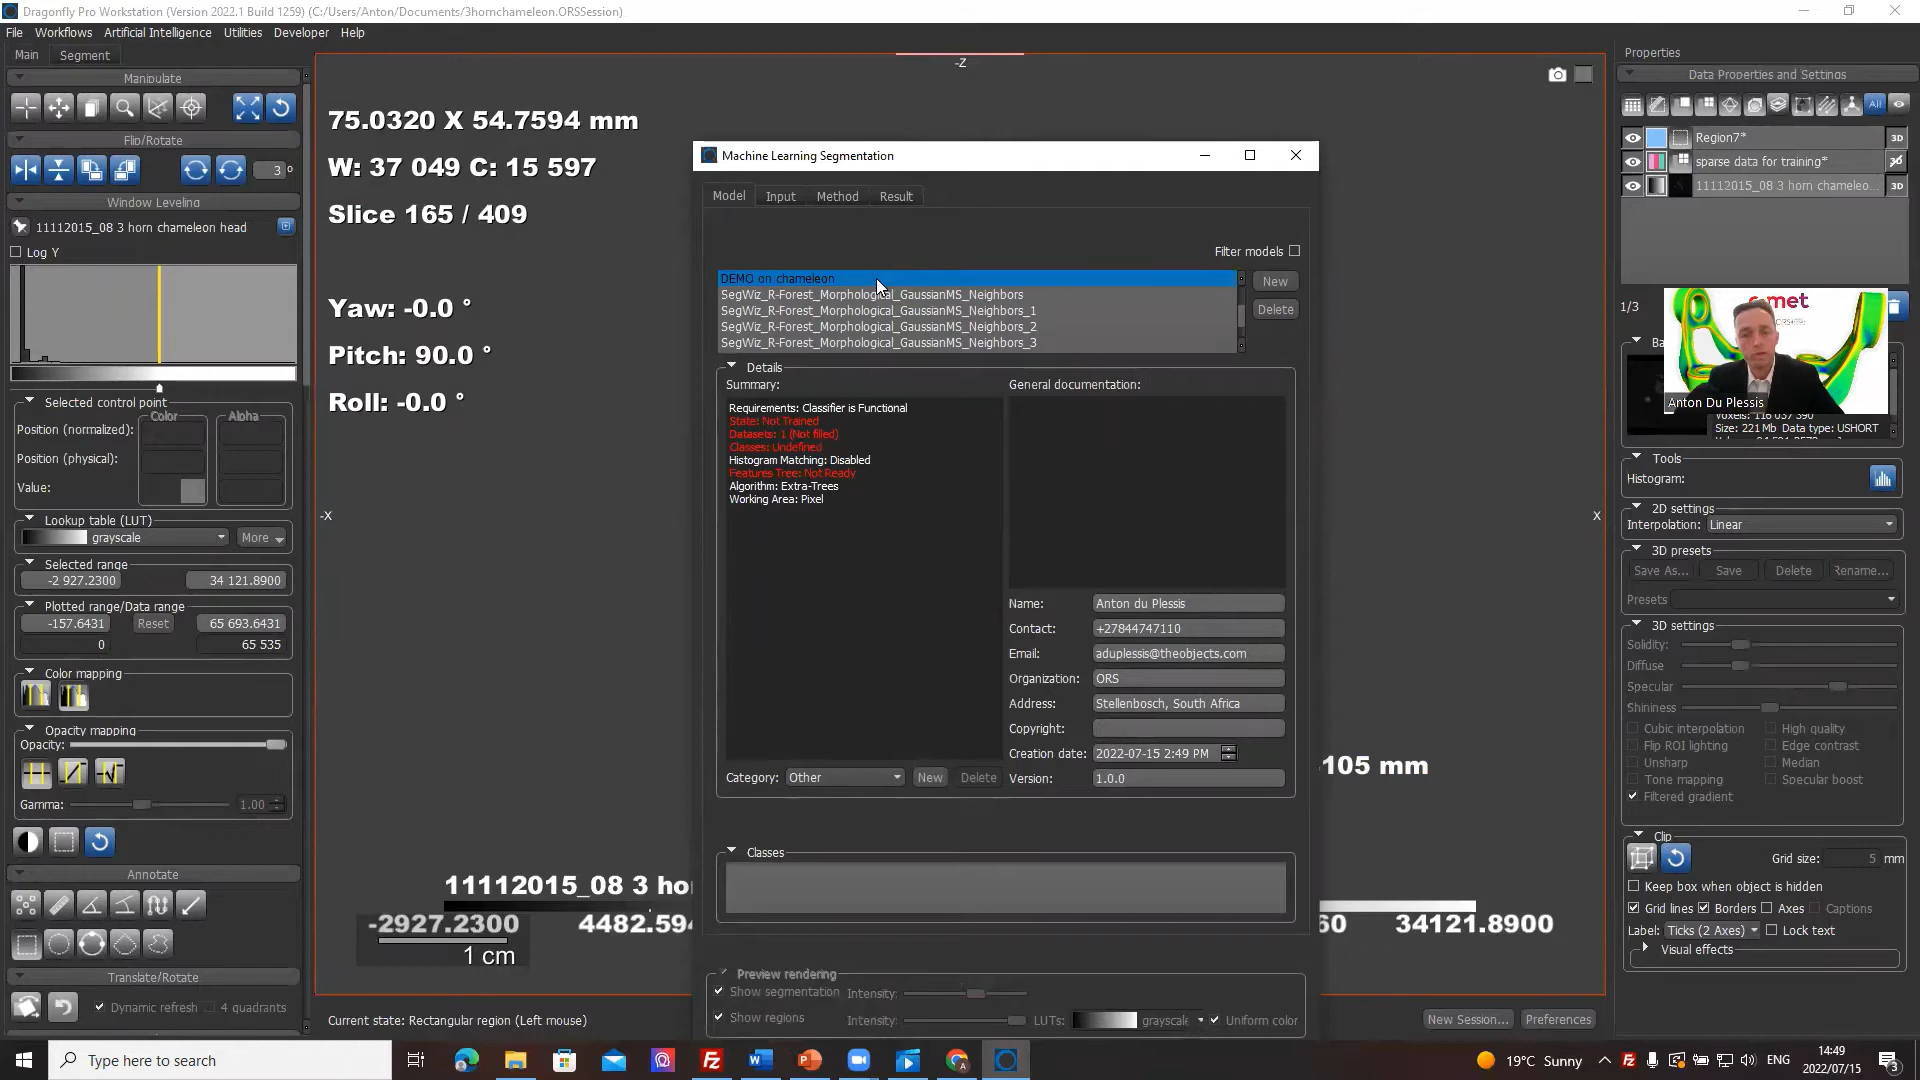 Dragonfly Pro Workstation (Version 2022.1 Build 1259) (C:/Users/Anton/Documents/3hornchameleon.ORSSession)
File Workflows Artificial Intelligence Utilities Developer Help
Main Segment
Manipulate
Flip/Rotate
3 °
Window Leveling
11112015_08 3 horn chameleon head
Log Y
Selected control point
Color Alpha
Position (normalized):
Position (physical):
Value:
Lookup table (LUT)
grayscale More
Selected range
-2 927.2300 34 121.8900
Plotted range/Data range
-157.6431 Reset 65 693.6431
0 65 535
Color mapping
Opacity mapping
Opacity:
Gamma: 1.00
Annotate
Translate/Rotate
Dynamic refresh 4 quadrants
-Z
75.0320 X 54.7594 mm
W: 37 049 C: 15 597
Slice 165 / 409
Yaw: -0.0 °
Pitch: 90.0 °
Roll: -0.0 °
-X
X
105 mm
11112015_08 3 ho
-2927.2300 4482.594 60 34121.8900
1 cm
Current state: Rectangular region (Left mouse)
New Session... Preferences
Machine Learning Segmentation
Model Input Method Result
Filter models
DEMO on chameleon
SegWiz_R-Forest_Morphological_GaussianMS_Neighbors
SegWiz_R-Forest_Morphological_GaussianMS_Neighbors_1
SegWiz_R-Forest_Morphological_GaussianMS_Neighbors_2
SegWiz_R-Forest_Morphological_GaussianMS_Neighbors_3
New
Delete
Details
Summary:
Requirements: Classifier is Functional
State: Not Trained
Datasets: 1 (Not filled)
Classes: Undefined
Histogram Matching: Disabled
Features Tree: Not Ready
Algorithm: Extra-Trees
Working Area: Pixel
General documentation:
Name: Anton du Plessis
Contact: +27844747110
Email: aduplessis@theobjects.com
Organization: ORS
Address: Stellenbosch, South Africa
Copyright:
Creation date: 2022-07-15 2:49 PM
Version: 1.0.0
Category: Other New Delete
Classes
Preview rendering
Show segmentation Intensity:
Show regions Intensity: LUTs: grayscale Uniform color
Properties
Data Properties and Settings
All
Region7* 3D
sparse data for training*
11112015_08 3 horn chameleo... 3D
1/3
Anton Du Plessis
Size: 221 Mb Data type: USHORT
Tools
Histogram:
2D settings
Interpolation: Linear
3D presets
Save As... Save Delete Rename...
Presets
3D settings
Solidity:
Diffuse
Specular
Shininess
Cubic interpolation High quality
Flip ROI lighting Edge contrast
Unsharp Median
Tone mapping Specular boost
Filtered gradient
Clip
Grid size: 5 mm
Keep box when object is hidden
Grid lines Borders Axes Captions
Label: Ticks (2 Axes) Lock text
Visual effects
Type here to search
19°C Sunny
ENG
14:49
2022/07/15
3